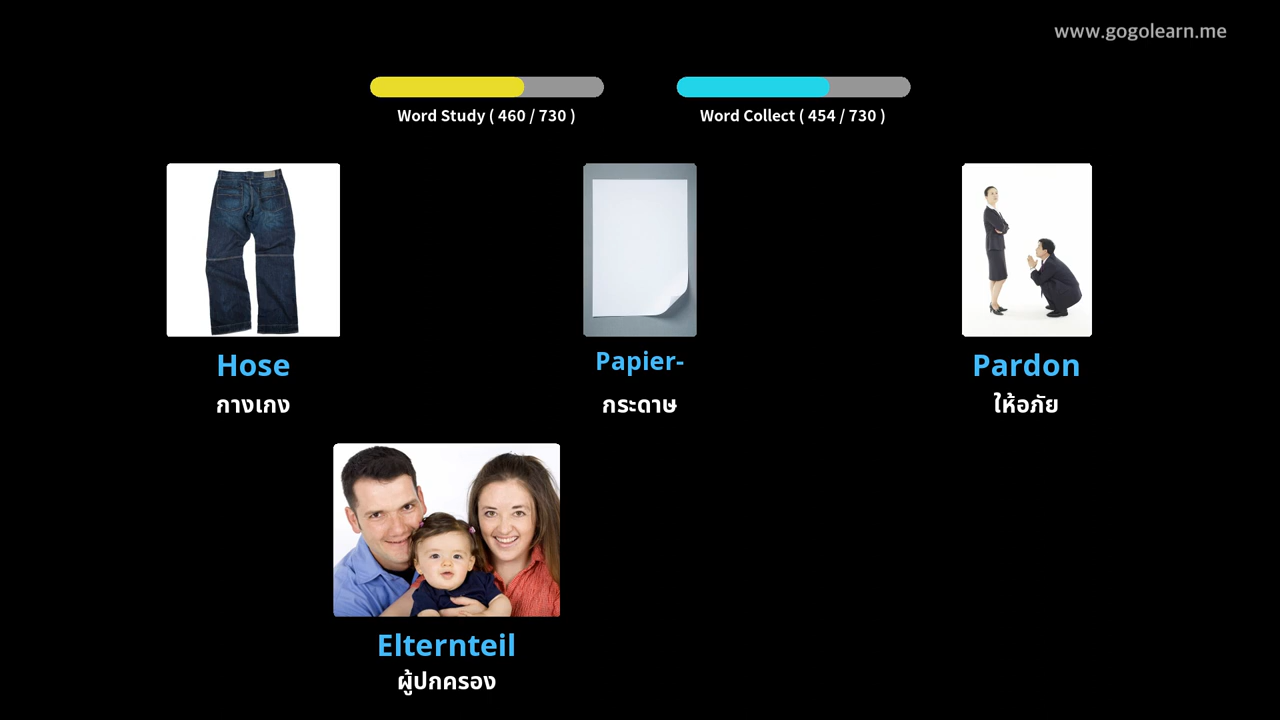 www.gogolearn.me
Word Study ( 460 / 730 )
Word Collect ( 454 / 730 )
Hose
กางเกง
Papier-
กระดาษ
Pardon
ให้อภัย
Elternteil
ผู้ปกครอง